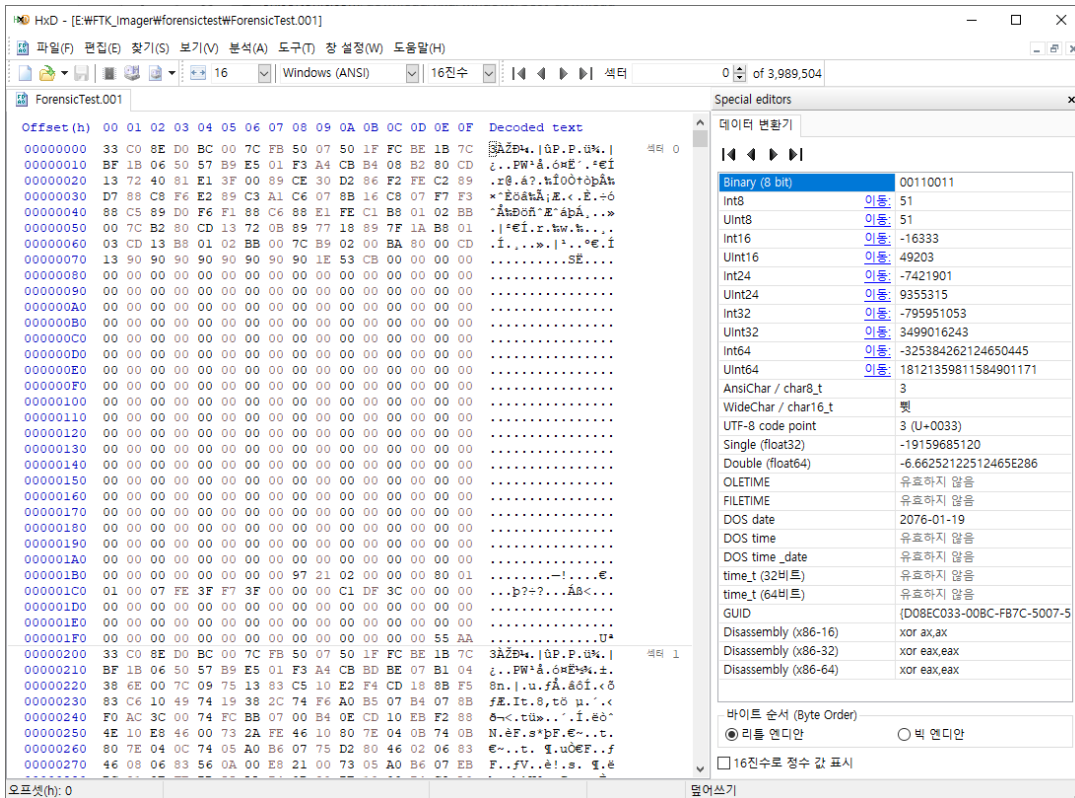 HxD - [E:₩FTK_Imager₩forensictest₩ForensicTest.001]
파일(F) 편집(E) 찾기(S) 보기(V) 분석(A) 도구(T) 창 설정(W) 도움말(H)
16 Windows (ANSI) 16진수 섹터 0 of 3,989,504
ForensicTest.001
Offset(h) 00 01 02 03 04 05 06 07 08 09 0A 0B 0C 0D 0E 0F Decoded text
00000000 33 C0 8E D0 BC 00 7C FB 50 07 50 1F FC BE 1B 7C 3ÀŽÐ¼.|ûP.P.ü¾.| 섹터 0
00000010 BF 1B 06 50 57 B9 E5 01 F3 A4 CB B4 08 B2 80 CD ¿..PW¹å.ó¤Ë´.²€Í
00000020 13 72 40 81 E1 3F 00 89 CE 30 D2 86 F2 FE C2 89 .r@.á?.‰Î0Ò†òþÂ‰
00000030 D7 88 C8 F6 E2 89 C3 A1 C6 07 8B 16 C8 07 F7 F3 ×ˆÈöâ‰Ã¡Æ.‹.È.÷ó
00000040 88 C5 89 D0 F6 F1 88 C6 88 E1 FE C1 B8 01 02 BB ˆÅ‰ÐöñˆÆˆáþÁ¸..»
00000050 00 7C B2 80 CD 13 72 0B 89 77 18 89 7F 1A B8 01 .|²€Í.r.‰w.‰..¸.
00000060 03 CD 13 B8 01 02 BB 00 7C B9 02 00 BA 80 00 CD .Í.¸..».|¹..º€.Í
00000070 13 90 90 90 90 90 90 90 90 1E 53 CB 00 00 00 00 ..........SË....
00000080 00 00 00 00 00 00 00 00 00 00 00 00 00 00 00 00 ................
00000090 00 00 00 00 00 00 00 00 00 00 00 00 00 00 00 00 ................
000000A0 00 00 00 00 00 00 00 00 00 00 00 00 00 00 00 00 ................
000000B0 00 00 00 00 00 00 00 00 00 00 00 00 00 00 00 00 ................
000000C0 00 00 00 00 00 00 00 00 00 00 00 00 00 00 00 00 ................
000000D0 00 00 00 00 00 00 00 00 00 00 00 00 00 00 00 00 ................
000000E0 00 00 00 00 00 00 00 00 00 00 00 00 00 00 00 00 ................
000000F0 00 00 00 00 00 00 00 00 00 00 00 00 00 00 00 00 ................
00000100 00 00 00 00 00 00 00 00 00 00 00 00 00 00 00 00 ................
00000110 00 00 00 00 00 00 00 00 00 00 00 00 00 00 00 00 ................
00000120 00 00 00 00 00 00 00 00 00 00 00 00 00 00 00 00 ................
00000130 00 00 00 00 00 00 00 00 00 00 00 00 00 00 00 00 ................
00000140 00 00 00 00 00 00 00 00 00 00 00 00 00 00 00 00 ................
00000150 00 00 00 00 00 00 00 00 00 00 00 00 00 00 00 00 ................
00000160 00 00 00 00 00 00 00 00 00 00 00 00 00 00 00 00 ................
00000170 00 00 00 00 00 00 00 00 00 00 00 00 00 00 00 00 ................
00000180 00 00 00 00 00 00 00 00 00 00 00 00 00 00 00 00 ................
00000190 00 00 00 00 00 00 00 00 00 00 00 00 00 00 00 00 ................
000001A0 00 00 00 00 00 00 00 00 00 00 00 00 00 00 00 00 ................
000001B0 00 00 00 00 00 00 00 00 97 21 02 00 00 00 80 01 ........—!....€.
000001C0 01 00 07 FE 3F F7 3F 00 00 00 C1 DF 3C 00 00 00 ...þ?÷?...Áß<...
000001D0 00 00 00 00 00 00 00 00 00 00 00 00 00 00 00 00 ................
000001E0 00 00 00 00 00 00 00 00 00 00 00 00 00 00 00 00 ................
000001F0 00 00 00 00 00 00 00 00 00 00 00 00 00 00 55 AA ..............Uª
00000200 33 C0 8E D0 BC 00 7C FB 50 07 50 1F FC BE 1B 7C 3ÀŽÐ¼.|ûP.P.ü¾.| 섹터 1
00000210 BF 1B 06 50 57 B9 E5 01 F3 A4 CB BD BE 07 B1 04 ¿..PW¹å.ó¤Ë½¾.±.
00000220 38 6E 00 7C 09 75 13 83 C5 10 E2 F4 CD 18 8B F5 8n.|.u.ƒÅ.âôÍ.‹õ
00000230 83 C6 10 49 74 19 38 2C 74 F6 A0 B5 07 B4 07 8B ƒÆ.It.8,tö µ.´.‹
00000240 F0 AC 3C 00 74 FC BB 07 00 B4 0E CD 10 EB F2 88 ð¬<.tü»..´.Í.ëòˆ
00000250 4E 10 E8 46 00 73 2A FE 46 10 80 7E 04 0B 74 0B N.èF.s*þF.€~..t.
00000260 80 7E 04 0C 74 05 A0 B6 07 75 D2 80 46 02 06 83 €~..t. ¶.uÒ€F..ƒ
00000270 46 08 06 83 56 0A 00 E8 21 00 73 05 A0 B6 07 EB F..ƒV..è!.s. ¶.ë
Special editors
데이터 변환기
Binary (8 bit) 00110011
Int8 이동: 51
UInt8 이동: 51
Int16 이동: -16333
UInt16 이동: 49203
Int24 이동: -7421901
UInt24 이동: 9355315
Int32 이동: -795951053
UInt32 이동: 3499016243
Int64 이동: -325384262124650445
UInt64 이동: 18121359811584901171
AnsiChar / char8_t 3
WideChar / char16_t 쀳
UTF-8 code point 3 (U+0033)
Single (float32) -19159685120
Double (float64) -6.66252122512465E286
OLETIME 유효하지 않음
FILETIME 유효하지 않음
DOS date 2076-01-19
DOS time 유효하지 않음
DOS time _date 유효하지 않음
time_t (32비트) 유효하지 않음
time_t (64비트) 유효하지 않음
GUID {D08EC033-00BC-FB7C-5007-5
Disassembly (x86-16) xor ax,ax
Disassembly (x86-32) xor eax,eax
Disassembly (x86-64) xor eax,eax
바이트 순서 (Byte Order)
리틀 엔디안 빅 엔디안
16진수로 정수 값 표시
오프셋(h): 0 덮어쓰기